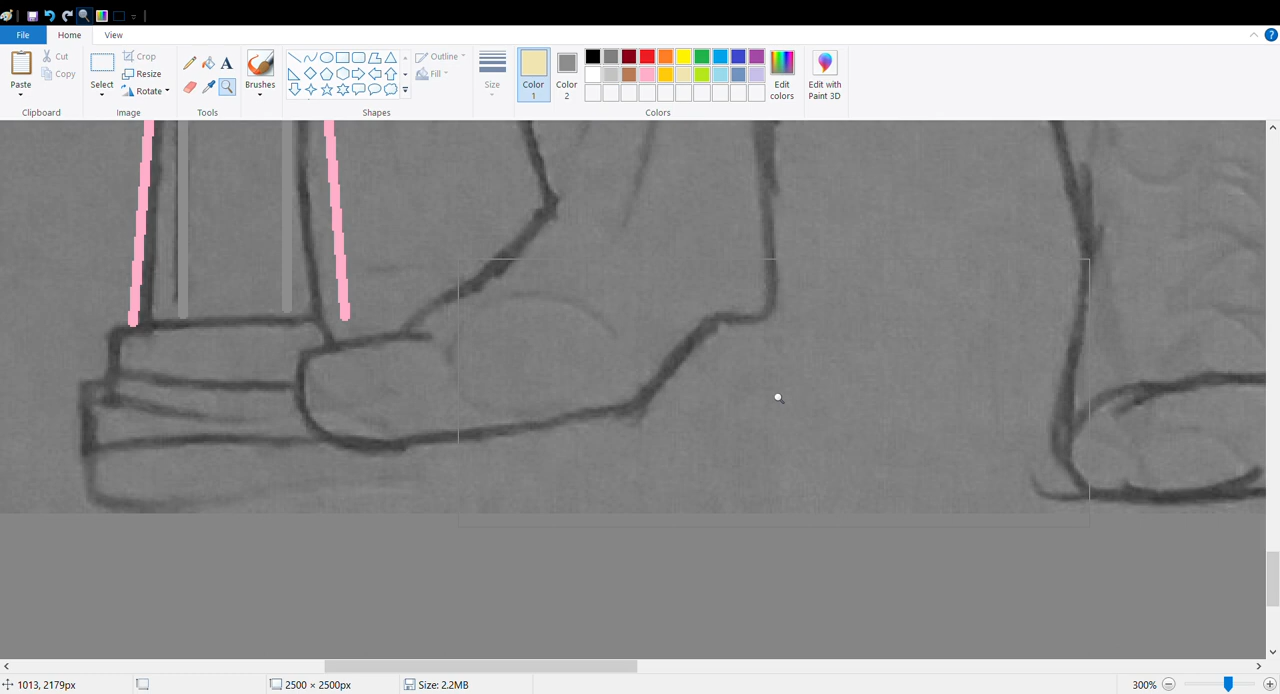 File
Home
View
Paste
Cut
Copy
Clipboard
Select
Crop
Resize
Rotate
Image
A
Tools
Brushes
Outline
Fill
Shapes
Size
Color 1
Color 2
Edit colors
Colors
Edit with Paint 3D
1013, 2179px
2500 × 2500px
Size: 2.2MB
300%